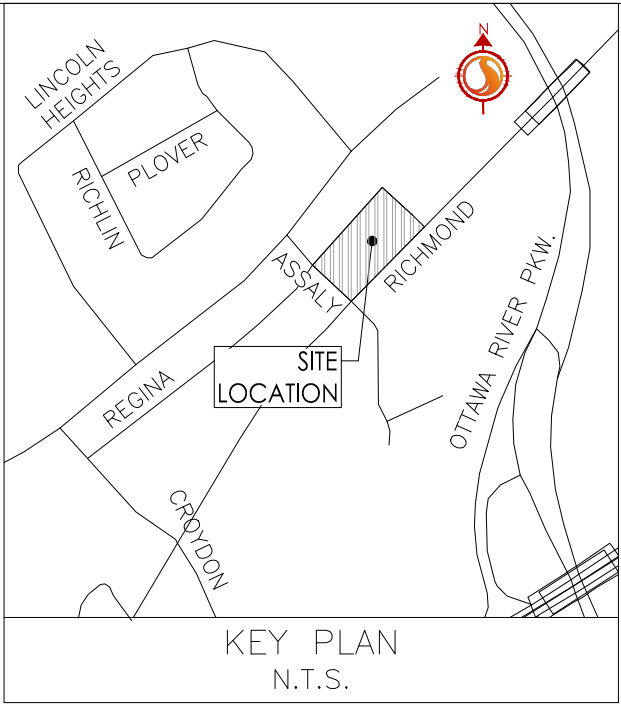 N
LINCOLN
HEIGHTS
PLOVER
RICHLIN
ASSALY
RICHMOND
OTTAWA RIVER PKW.
SITE
LOCATION
REGINA
CROYDON
KEY PLAN
N.T.S.